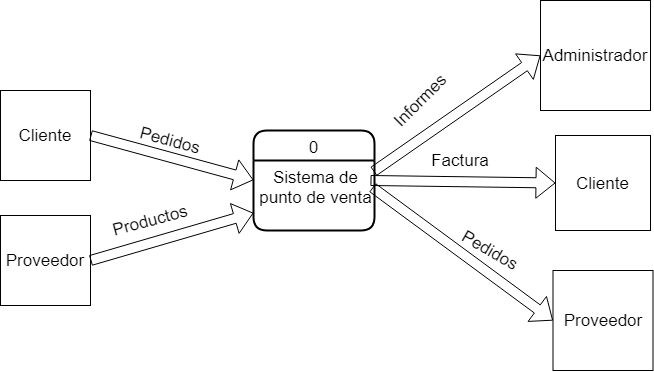 Administrador
Informes
Cliente
Pedidos
0
Sistema de
punto de venta
Factura
Cliente
Productos
Proveedor
Pedidos
Proveedor